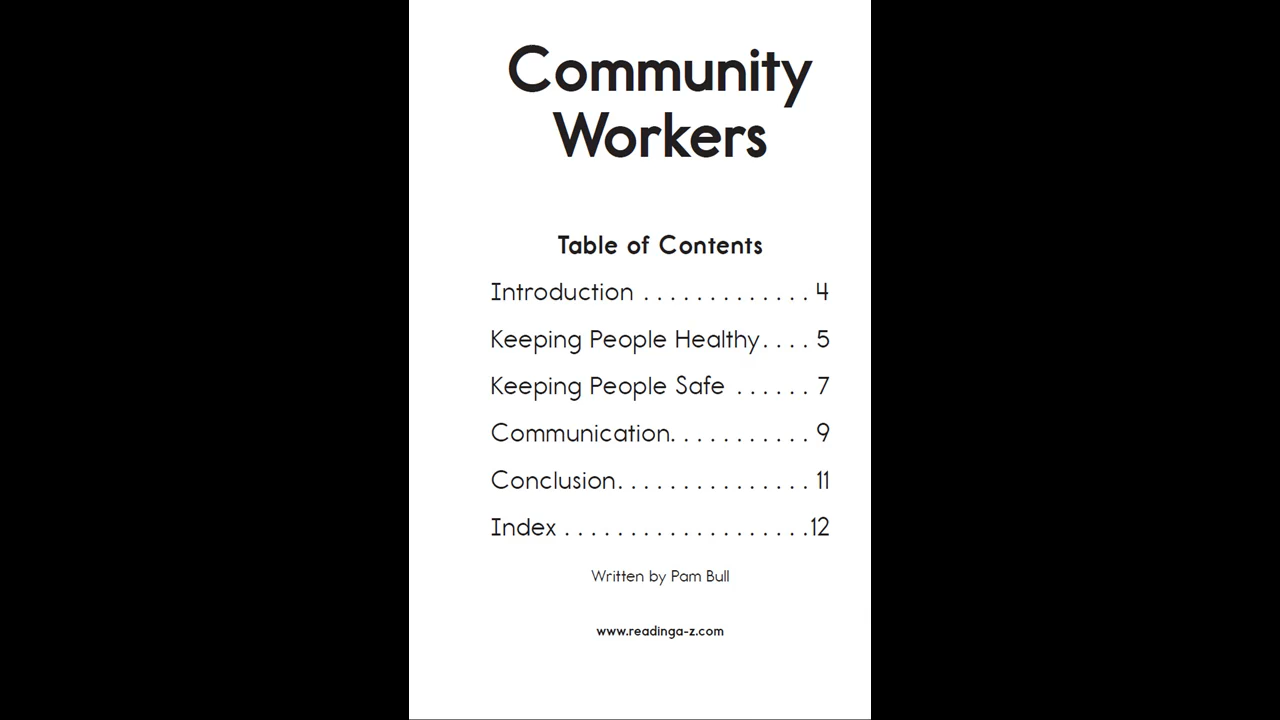 Community
Workers
Table of Contents
Introduction . . . . . . . . . . . . . 4
Keeping People Healthy. . . . 5
Keeping People Safe . . . . . . 7
Communication. . . . . . . . . . . 9
Conclusion. . . . . . . . . . . . . . . 11
Index . . . . . . . . . . . . . . . . . . .12
Written by Pam Bull
www.readinga-z.com